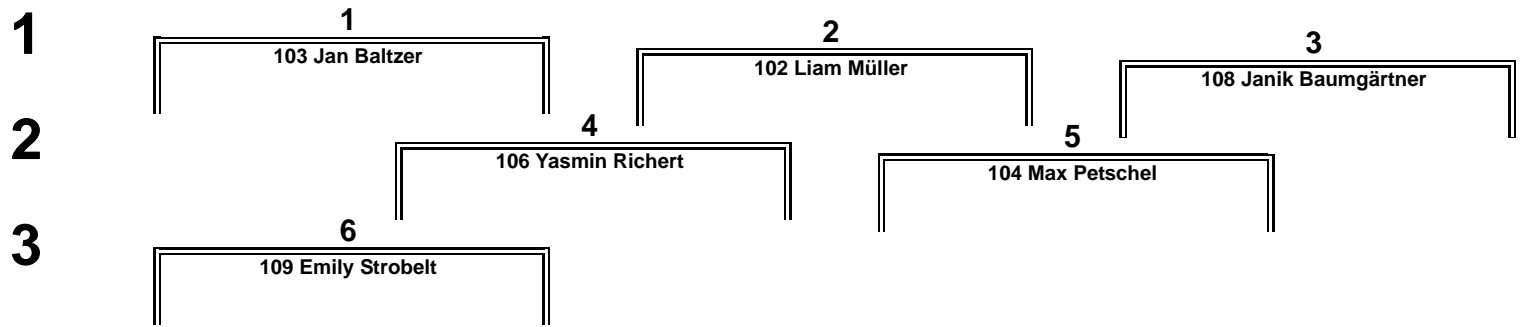 1
1
103 Jan Baltzer
2
102 Liam Müller
3
108 Janik Baumgärtner
2
4
106 Yasmin Richert
5
104 Max Petschel
3
6
109 Emily Strobelt